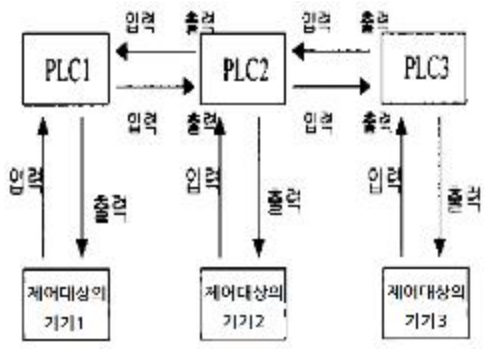 입력 출력 입력 출력
PLC1 PLC2 PLC3
입력 출력 입력 출력
입력 출력 입력 출력 입력 출력
제어대상의
기기1
제어대상의
기기2
제어대상의
기기3